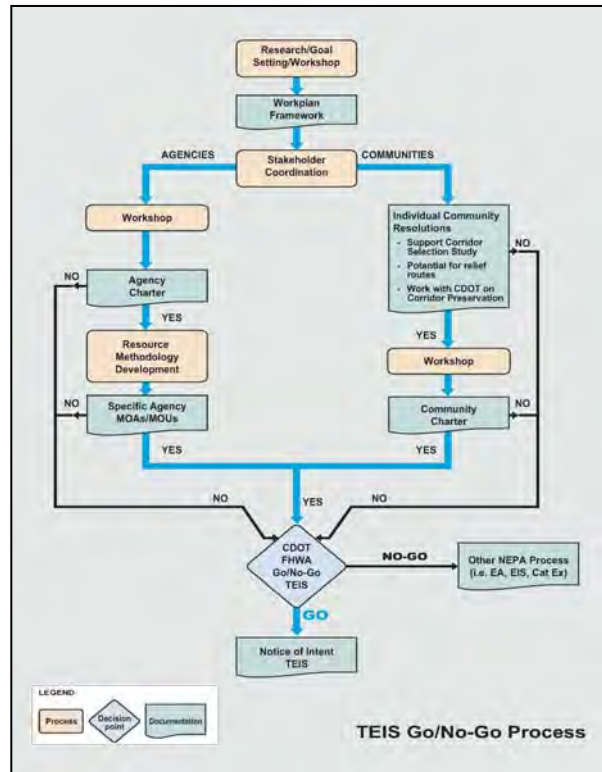 Research/Goal
Setting/Workshop
Workplan
Framework
AGENCIES
Stakeholder
Coordination
COMMUNITIES
Workshop
Individual Community
Resolutions
- Support Corridor
Selection Study
- Potential for relief
routes
- Work with CDOT on
Corridor Preservation
NO
NO
Agency
Charter
YES
YES
Resource
Methodology
Development
Workshop
NO
Specific Agency
MOAs/MOUs
Community
Charter
NO
YES
YES
NO
YES
NO
CDOT
FHWA
Go/No-Go
TEIS
NO-GO
Other NEPA Process
(i.e. EA, EIS, Cat Ex)
GO
Notice of Intent
TEIS
LEGEND
Process
Decision
point
Documentation
TEIS Go/No-Go Process